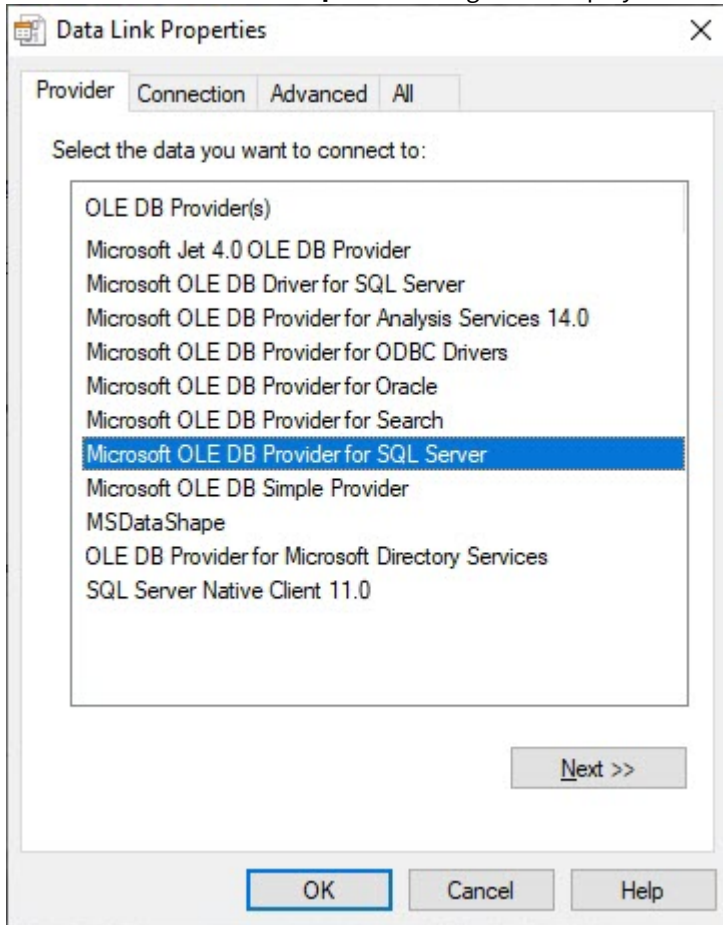 Data Link Properties
Provider Connection Advanced All
Select the data you want to connect to:
OLE DB Provider(s)
Microsoft Jet 4.0 OLE DB Provider
Microsoft OLE DB Driver for SQL Server
Microsoft OLE DB Provider for Analysis Services 14.0
Microsoft OLE DB Provider for ODBC Drivers
Microsoft OLE DB Provider for Oracle
Microsoft OLE DB Provider for Search
Microsoft OLE DB Provider for SQL Server
Microsoft OLE DB Simple Provider
MSDataShape
OLE DB Provider for Microsoft Directory Services
SQL Server Native Client 11.0
Next >>
OK Cancel Help